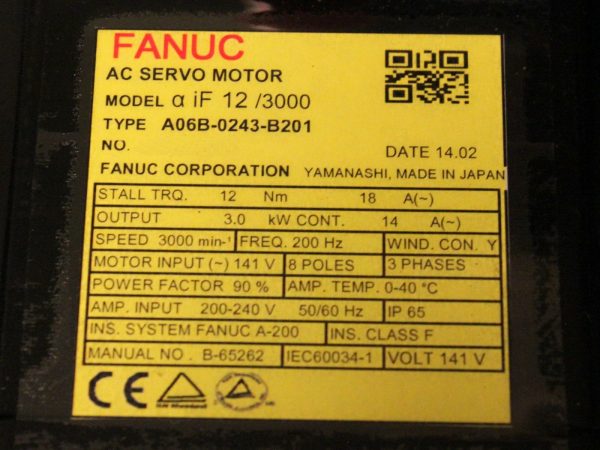 FANUC
AC SERVO MOTOR
MODEL α iF 12 /3000
TYPE A06B-0243-B201
NO.
DATE 14.02
FANUC CORPORATION YAMANASHI, MADE IN JAPAN
STALL TRQ. 12 Nm 18 A(~)
OUTPUT 3.0 kW CONT. 14 A(~)
SPEED 3000 min-¹ FREQ. 200 Hz WIND. CON. Y
MOTOR INPUT (~) 141 V 8 POLES 3 PHASES
POWER FACTOR 90 % AMP. TEMP. 0-40 °C
AMP. INPUT 200-240 V 50/60 Hz IP 65
INS. SYSTEM FANUC A-200 INS. CLASS F
MANUAL NO. B-65262 IEC60034-1 VOLT 141 V
CE